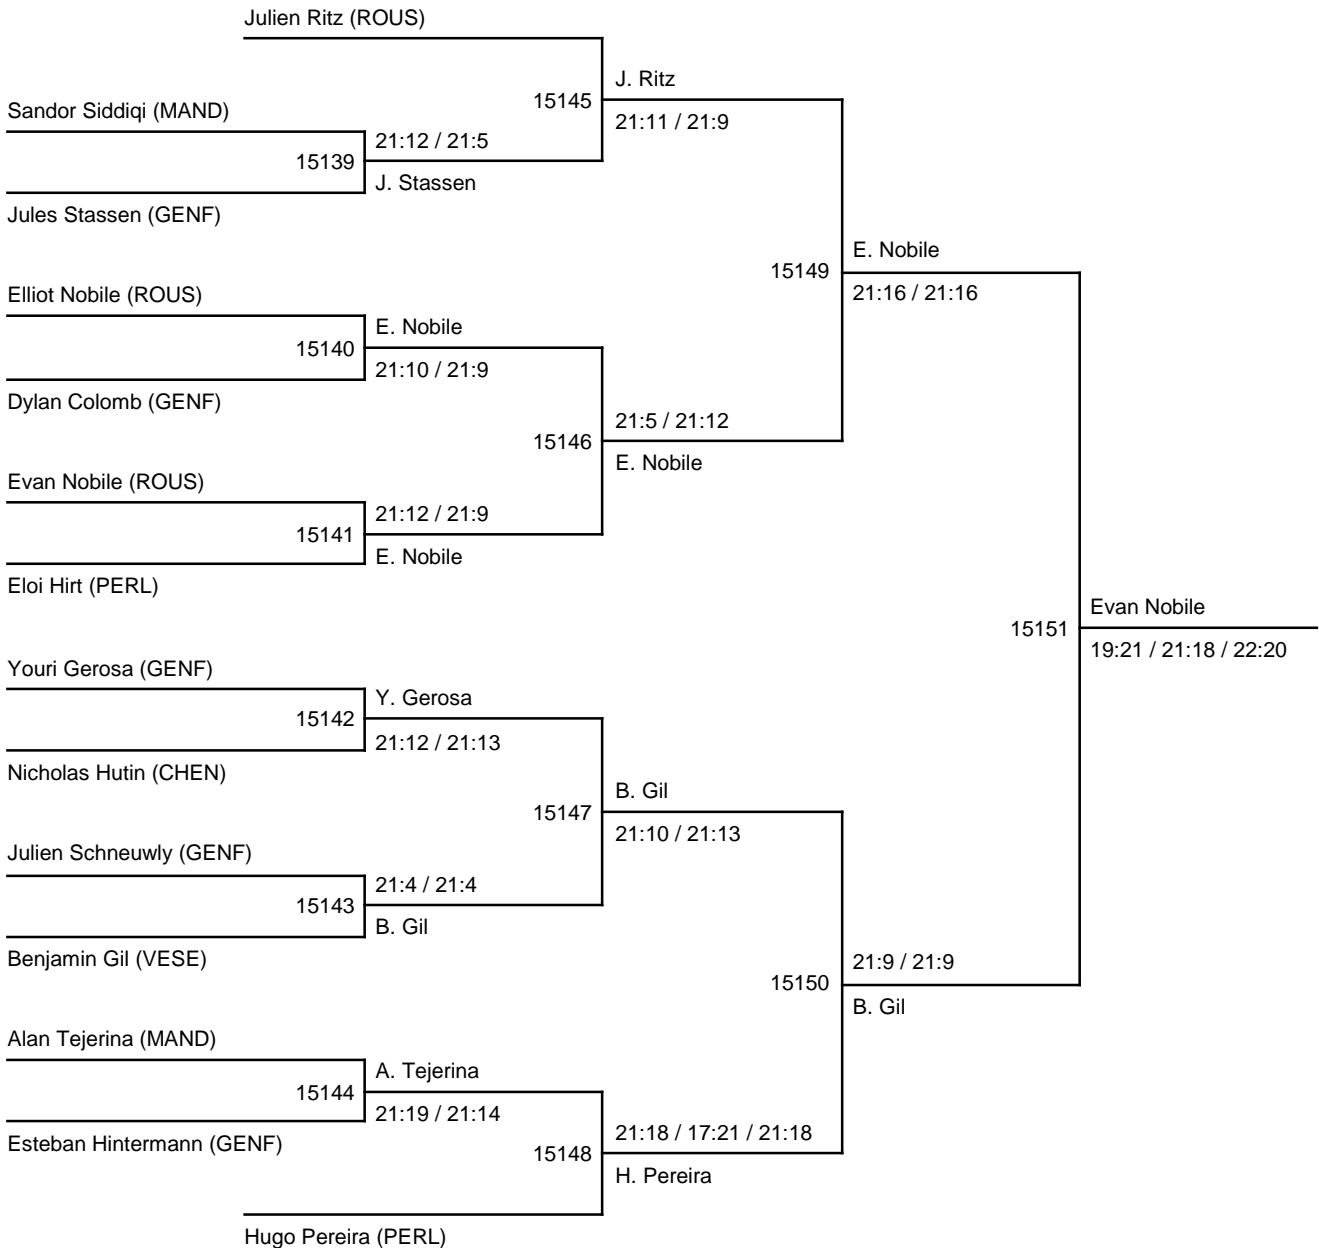 Julien Ritz (ROUS)
J. Ritz
15145
Sandor Siddiqi (MAND)
21:11 / 21:9
21:12 / 21:5
15139
J. Stassen
Jules Stassen (GENF)
E. Nobile
15149
Elliot Nobile (ROUS)
21:16 / 21:16
E. Nobile
15140
21:10 / 21:9
Dylan Colomb (GENF)
21:5 / 21:12
15146
E. Nobile
Evan Nobile (ROUS)
21:12 / 21:9
15141
E. Nobile
Eloi Hirt (PERL)
Evan Nobile
15151
19:21 / 21:18 / 22:20
Youri Gerosa (GENF)
Y. Gerosa
15142
21:12 / 21:13
Nicholas Hutin (CHEN)
B. Gil
15147
21:10 / 21:13
Julien Schneuwly (GENF)
21:4 / 21:4
15143
B. Gil
Benjamin Gil (VESE)
21:9 / 21:9
15150
B. Gil
Alan Tejerina (MAND)
A. Tejerina
15144
21:19 / 21:14
Esteban Hintermann (GENF)
21:18 / 17:21 / 21:18
15148
H. Pereira
Hugo Pereira (PERL)